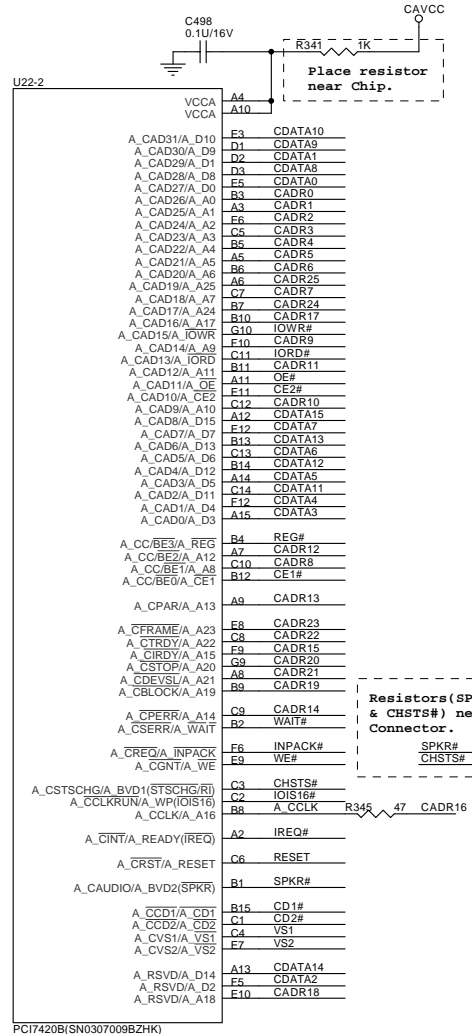 CAVCC
C498
0.1U/16V
R341 1K
Place resistor
near Chip.
U22-2
VCCA A4
VCCA A10
A_CAD31/A_D10 E3 CDATA10
A_CAD30/A_D9 D1 CDATA9
A_CAD29/A_D1 D2 CDATA1
A_CAD28/A_D8 D3 CDATA8
A_CAD27/A_D0 E5 CDATA0
A_CAD26/A_A0 B3 CADR0
A_CAD25/A_A1 A3 CADR1
A_CAD24/A_A2 E6 CADR2
A_CAD23/A_A3 C5 CADR3
A_CAD22/A_A4 B5 CADR4
A_CAD21/A_A5 A5 CADR5
A_CAD20/A_A6 B6 CADR6
A_CAD19/A_A25 A6 CADR25
A_CAD18/A_A7 C7 CADR7
A_CAD17/A_A24 B7 CADR24
A_CAD16/A_A17 B10 CADR17
A_CAD15/A_IOWR G10 IOWR#
A_CAD14/A_A9 F10 CADR9
A_CAD13/A_IORD C11 IORD#
A_CAD12/A_A11 B11 CADR11
A_CAD11/A_OE A11 OE#
A_CAD10/A_CE2 E11 CE2#
A_CAD9/A_A10 C12 CADR10
A_CAD8/A_D15 A12 CDATA15
A_CAD7/A_D7 E12 CDATA7
A_CAD6/A_D13 B13 CDATA13
A_CAD5/A_D6 C13 CDATA6
A_CAD4/A_D12 B14 CDATA12
A_CAD3/A_D5 A14 CDATA5
A_CAD2/A_D11 C14 CDATA11
A_CAD1/A_D4 F12 CDATA4
A_CAD0/A_D3 A15 CDATA3
A_CC/BE3/A_REG B4 REG#
A_CC/BE2/A_A12 A7 CADR12
A_CC/BE1/A_A8 C10 CADR8
A_CC/BE0/A_CE1 B12 CE1#
A_CPAR/A_A13 A9 CADR13
A_CFRAME/A_A23 E8 CADR23
A_CTRDY/A_A22 C8 CADR22
A_CIRDY/A_A15 F9 CADR15
A_CSTOP/A_A20 G9 CADR20
A_CDEVSL/A_A21 A8 CADR21
A_CBLOCK/A_A19 B9 CADR19
Resistors(SP
& CHSTS#) ne
Connector.
SPKR#
CHSTS#
A_CPERR/A_A14 C9 CADR14
A_CSERR/A_WAIT B2 WAIT#
A_CREQ/A_INPACK F6 INPACK#
A_CGNT/A_WE E9 WE#
A_CSTSCHG/A_BVD1(STSCHG/RI) C3 CHSTS#
A_CCLKRUN/A_WP(IOIS16) C2 IOIS16#
A_CCLK/A_A16 B8 A_CCLK R345 47 CADR16
A_CINT/A_READY(IREQ) A2 IREQ#
A_CRST/A_RESET C6 RESET
A_CAUDIO/A_BVD2(SPKR) B1 SPKR#
A_CCD1/A_CD1 B15 CD1#
A_CCD2/A_CD2 C1 CD2#
A_CVS1/A_VS1 C4 VS1
A_CVS2/A_VS2 E7 VS2
A_RSVD/A_D14 A13 CDATA14
A_RSVD/A_D2 F5 CDATA2
A_RSVD/A_A18 E10 CADR18
PCI7420B(SN0307009BZHK)